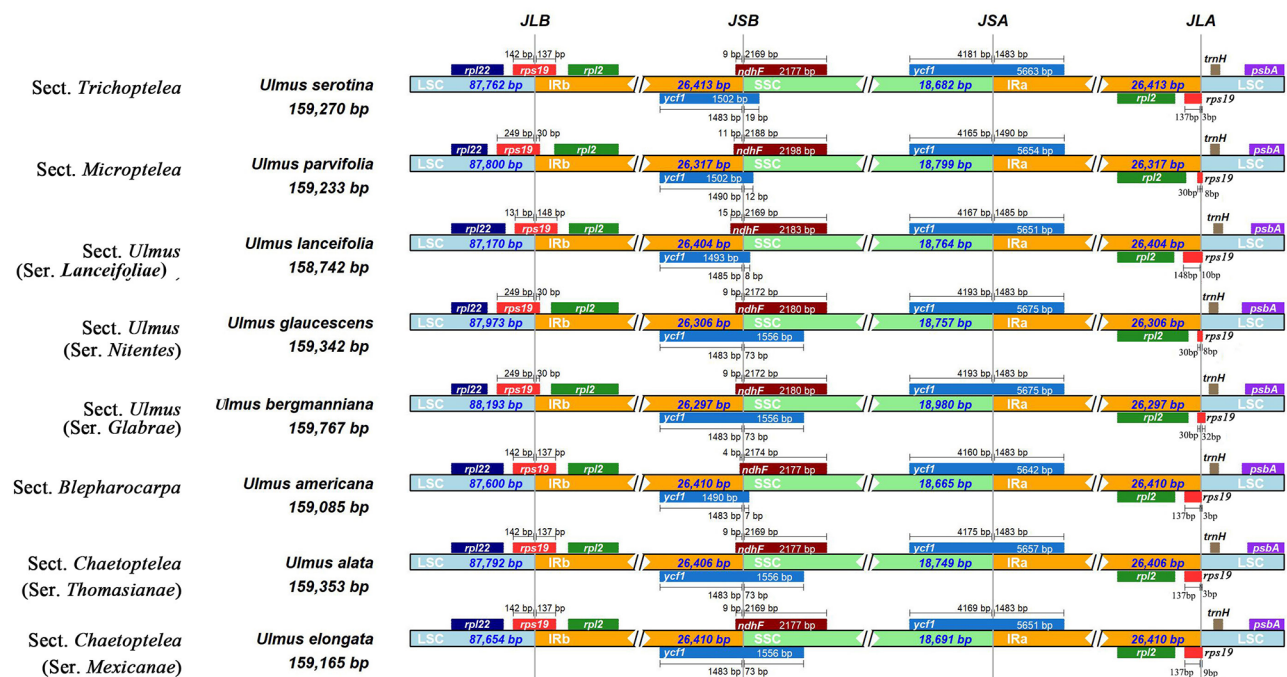 JLB JSB JSA JLA
142 bp 137 bp 9 bp 2169 bp 4181 bp 1483 bp trnH
rpl22 rps19 rpl2 ndhF 2177 bp ycf1 5663 bp psbA
Sect. Trichoptelea Ulmus serotina LSC 87,762 bp IRb 26,413 bp SSC 18,682 bp IRa 26,413 bp LSC
159,270 bp ycf1 1502 bp rpl2 rps19
1483 bp 19 bp 137bp 3bp
249 bp 30 bp 11 bp 2188 bp 4165 bp 1490 bp trnH
rpl22 rps19 rpl2 ndhF 2198 bp ycf1 5654 bp psbA
Sect. Microptelea Ulmus parvifolia LSC 87,800 bp IRb 26,317 bp SSC 18,799 bp IRa 26,317 bp LSC
159,233 bp ycf1 1502 bp rpl2 rps19
1490 bp 12 bp 30bp 8bp
131 bp 148 bp 15 bp 2169 bp 4167 bp 1485 bp trnH
rpl22 rps19 rpl2 ndhF 2183 bp ycf1 5651 bp psbA
Sect. Ulmus Ulmus lanceifolia LSC 87,170 bp IRb 26,404 bp SSC 18,764 bp IRa 26,404 bp LSC
(Ser. Lanceifoliae) 158,742 bp ycf1 1493 bp rpl2 rps19
1485 bp 8 bp 148bp 10bp
249 bp 30 bp 9 bp 2172 bp 4193 bp 1483 bp trnH
rpl22 rps19 rpl2 ndhF 2180 bp ycf1 5675 bp psbA
Sect. Ulmus Ulmus glaucescens LSC 87,973 bp IRb 26,306 bp SSC 18,757 bp IRa 26,306 bp LSC
(Ser. Nitentes) 159,342 bp ycf1 1556 bp rpl2 rps19
1483 bp 73 bp 30bp 8bp
249 bp 30 bp 9 bp 2172 bp 4193 bp 1483 bp trnH
rpl22 rps19 rpl2 ndhF 2180 bp ycf1 5675 bp psbA
Sect. Ulmus Ulmus bergmanniana LSC 88,193 bp IRb 26,297 bp SSC 18,980 bp IRa 26,297 bp LSC
(Ser. Glabrae) 159,767 bp ycf1 1556 bp rpl2 rps19
1483 bp 73 bp 30bp 32bp
142 bp 137 bp 4 bp 2174 bp 4160 bp 1483 bp trnH
rpl22 rps19 rpl2 ndhF 2177 bp ycf1 5642 bp psbA
Sect. Blepharocarpa Ulmus americana LSC 87,600 bp IRb 26,410 bp SSC 18,665 bp IRa 26,410 bp LSC
159,085 bp ycf1 1490 bp rpl2 rps19
1483 bp 7 bp 137bp 3bp
142 bp 137 bp 9 bp 2169 bp 4175 bp 1483 bp trnH
rpl22 rps19 rpl2 ndhF 2177 bp ycf1 5657 bp psbA
Sect. Chaetoptelea Ulmus alata LSC 87,792 bp IRb 26,406 bp SSC 18,749 bp IRa 26,406 bp LSC
(Ser. Thomasianae) 159,353 bp ycf1 1556 bp rpl2 rps19
1483 bp 73 bp 137bp 3bp
142 bp 137 bp 9 bp 2169 bp 4169 bp 1483 bp trnH
rpl22 rps19 rpl2 ndhF 2177 bp ycf1 5651 bp psbA
Sect. Chaetoptelea Ulmus elongata LSC 87,654 bp IRb 26,410 bp SSC 18,691 bp IRa 26,410 bp LSC
(Ser. Mexicanae) 159,165 bp ycf1 1556 bp rpl2 rps19
1483 bp 73 bp 137bp 9bp